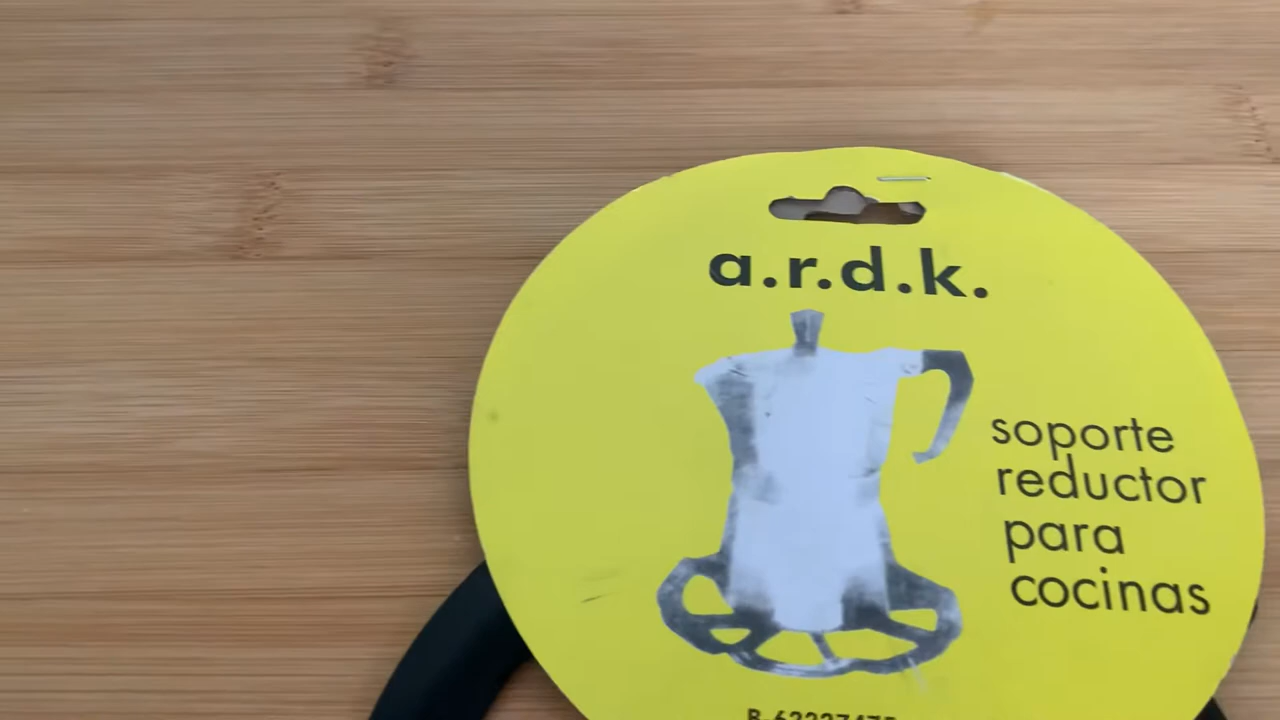 a.r.d.k.
soporte
reductor
para
cocinas